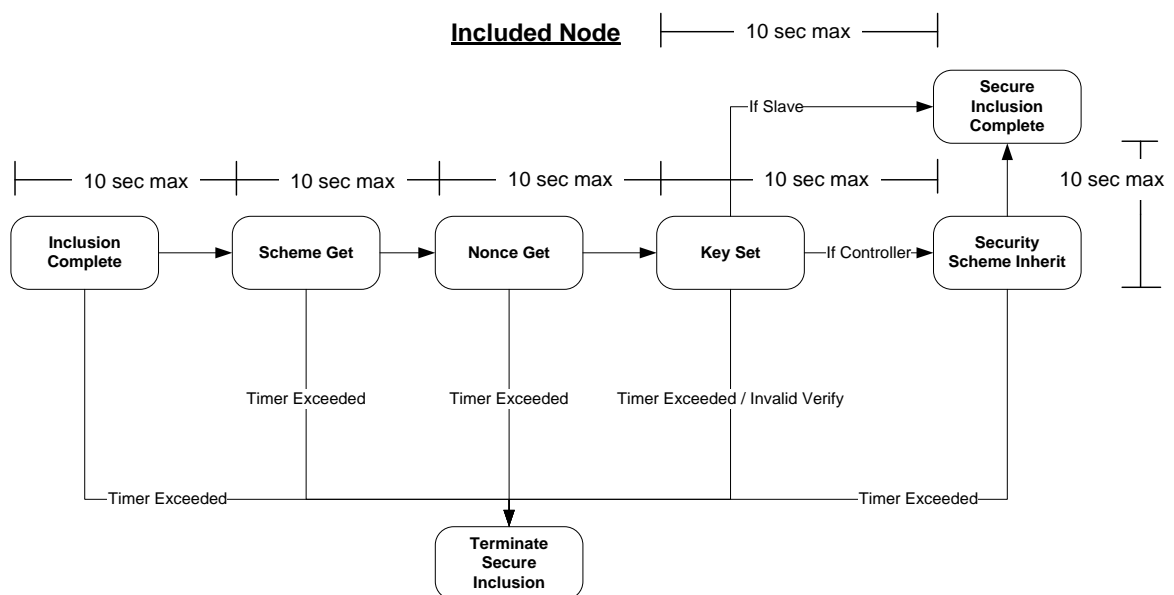 Included Node
10 sec max
If Slave
Secure
Inclusion
Complete
10 sec max
10 sec max
10 sec max
10 sec max
10 sec max
Inclusion
Complete
Scheme Get
Nonce Get
Key Set
If Controller
Security
Scheme Inherit
Timer Exceeded
Timer Exceeded
Timer Exceeded / Invalid Verify
Timer Exceeded
Timer Exceeded
Terminate
Secure
Inclusion